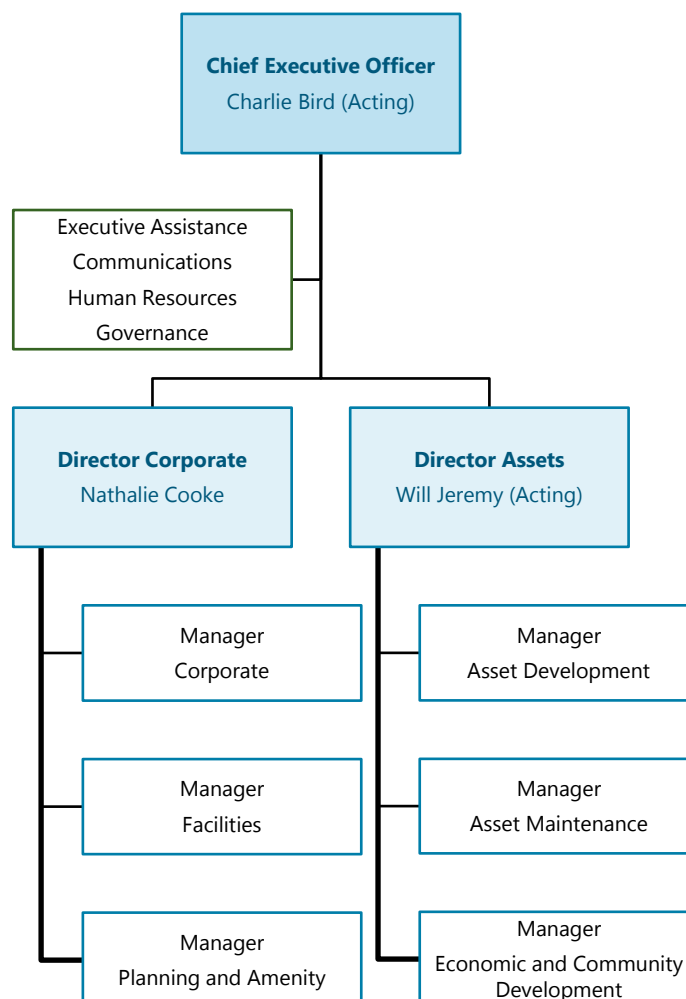 Chief Executive Officer
Charlie Bird (Acting)
Executive Assistance
Communications
Human Resources
Governance
Director Corporate
Nathalie Cooke
Director Assets
Will Jeremy (Acting)
Manager
Corporate
Manager
Asset Development
Manager
Facilities
Manager
Asset Maintenance
Manager
Planning and Amenity
Manager
Economic and Community
Development